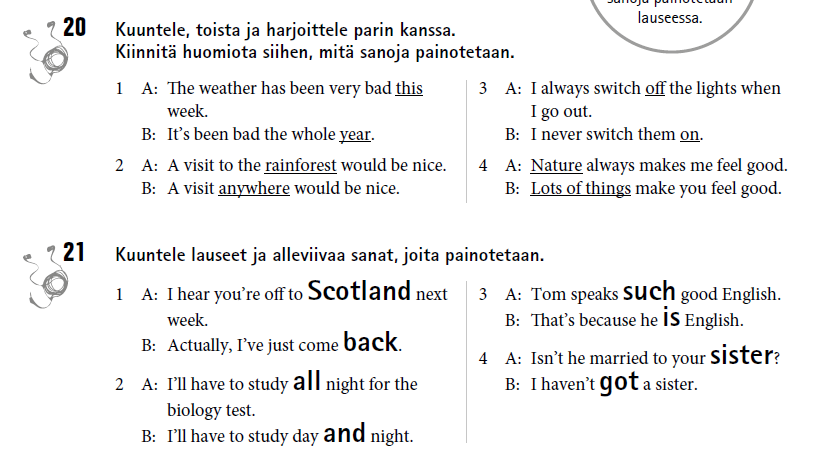 sanoja painotetaan
lauseessa.
20
Kuuntele, toista ja harjoittele parin kanssa.
Kiinnitä huomiota siihen, mitä sanoja painotetaan.
1 A: The weather has been very bad this
week.
B: It's been bad the whole year.
2 A: A visit to the rainforest would be nice.
B: A visit anywhere would be nice.
3 A: I always switch off the lights when
I go out.
B: I never switch them on.
4 A: Nature always makes me feel good.
B: Lots of things make you feel good.
21
Kuuntele lauseet ja alleviivaa sanat, joita painotetaan.
1 A: I hear you're off to Scotland next
week.
B: Actually, I've just come back.
2 A: I'll have to study all night for the
biology test.
B: I'll have to study day and night.
3 A: Tom speaks such good English.
B: That's because he is English.
4 A: Isn't he married to your sister?
B: I haven't got a sister.